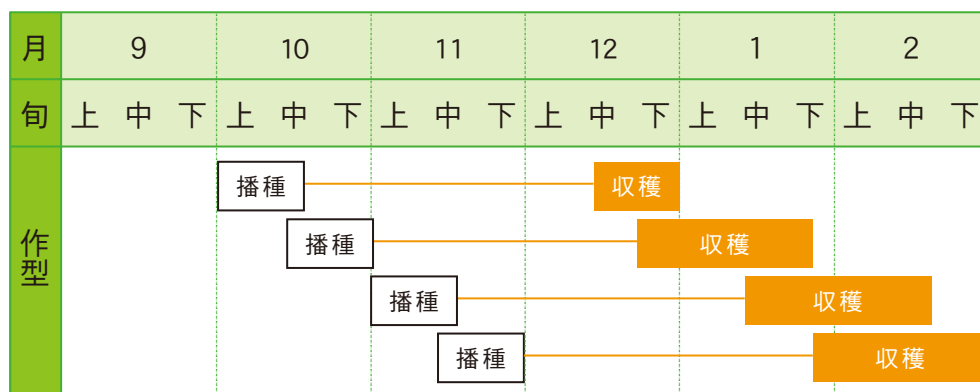 月 9 10 11 12 1 2
旬 上 中 下 上 中 下 上 中 下 上 中 下 上 中 下 上 中 下
作型
播種 収穫
播種 収穫
播種 収穫
播種 収穫